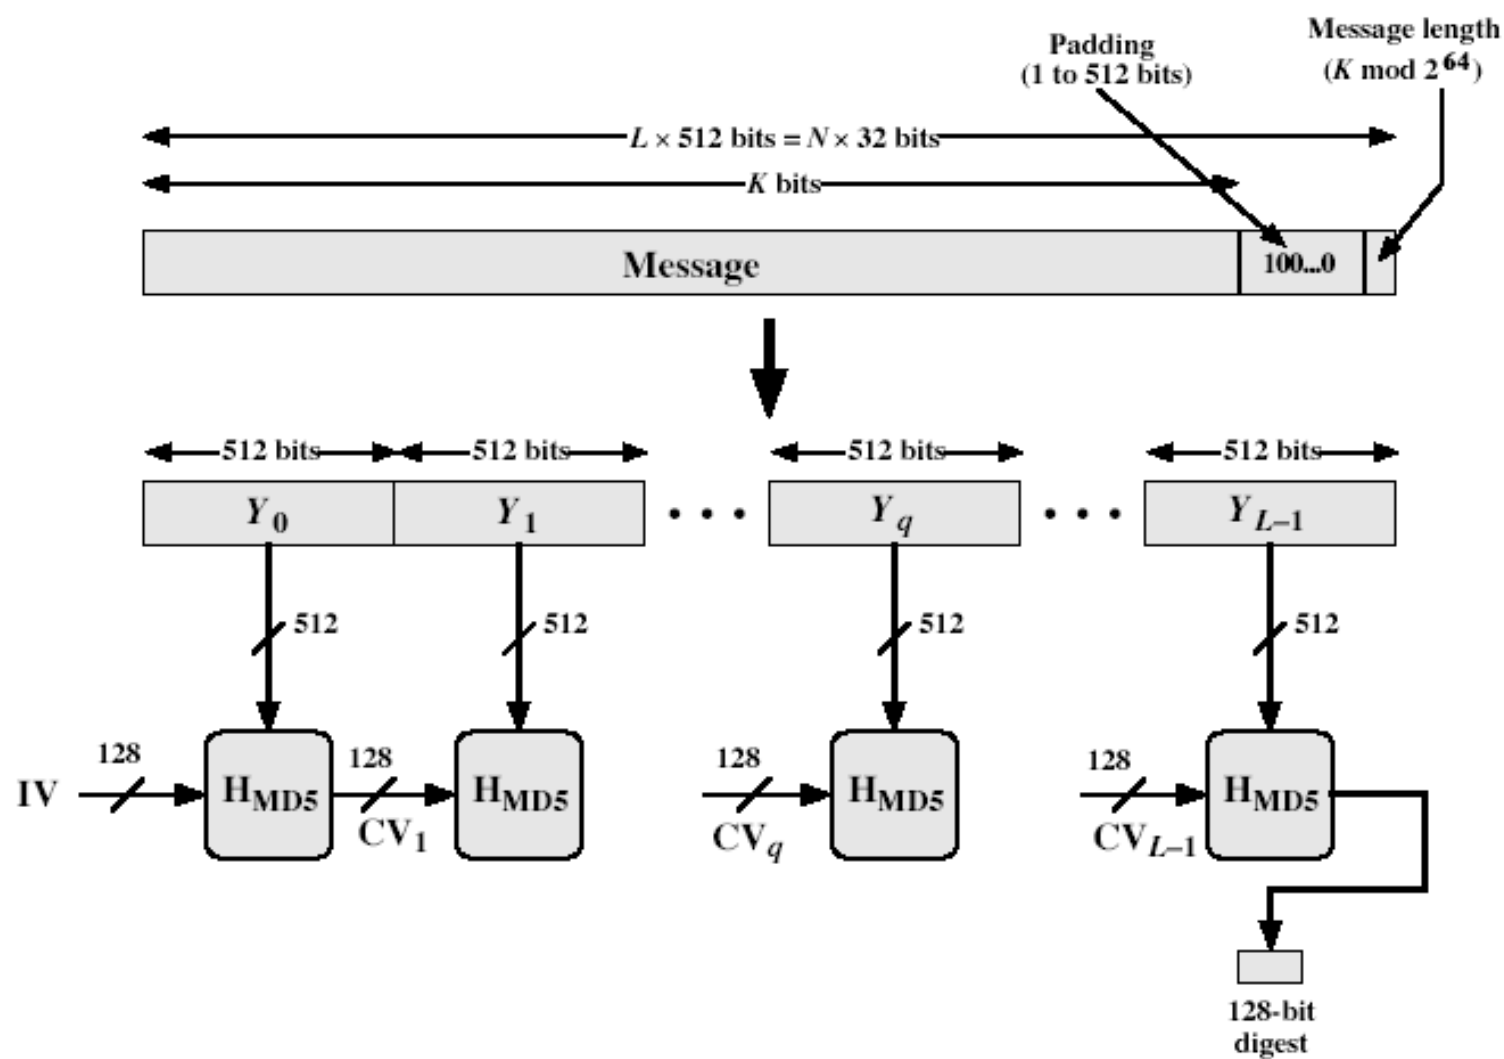 Padding
(1 to 512 bits)
Message length
(K mod 2^64)
L × 512 bits = N × 32 bits
K bits
Message
100...0
512 bits
512 bits
512 bits
512 bits
Y0
Y1
• • •
Yq
• • •
YL–1
512
512
512
512
128
128
128
128
IV
HMD5
HMD5
HMD5
HMD5
CV1
CVq
CVL–1
128-bit
digest